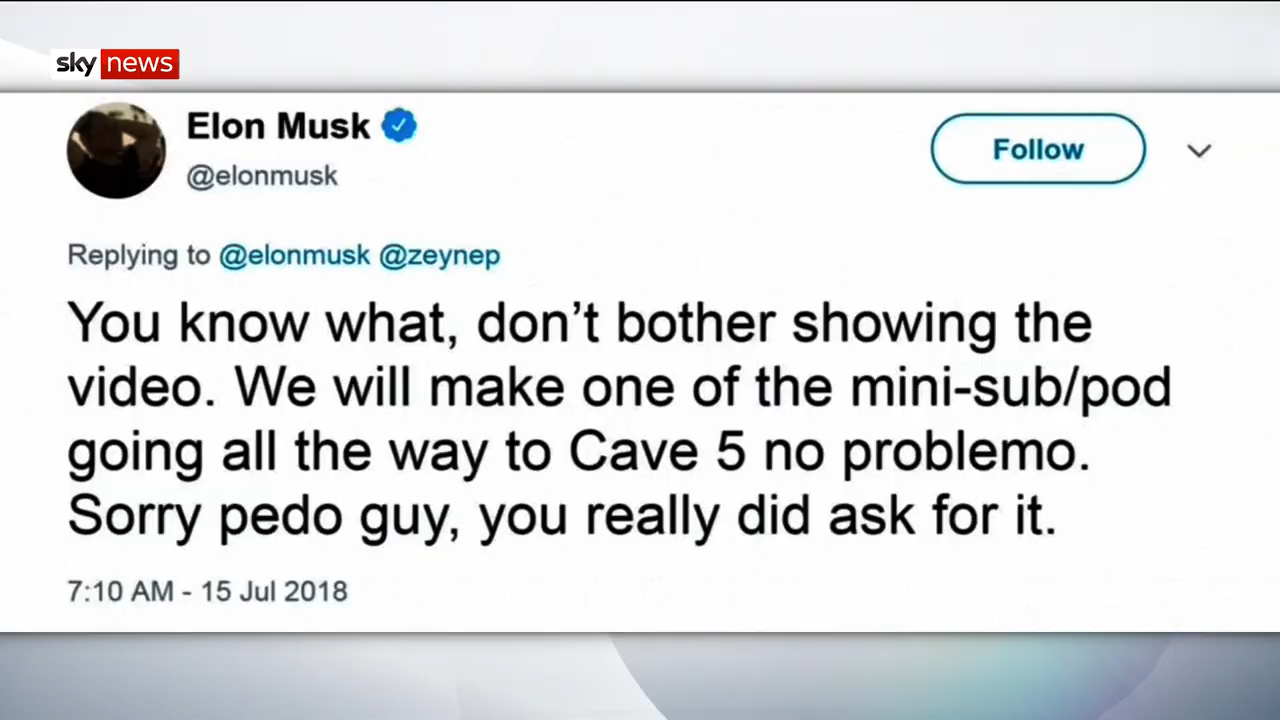 sky news
Elon Musk
@elonmusk
Follow
Replying to @elonmusk @zeynep
You know what, don’t bother showing the
video. We will make one of the mini-sub/pod
going all the way to Cave 5 no problemo.
Sorry pedo guy, you really did ask for it.
7:10 AM - 15 Jul 2018